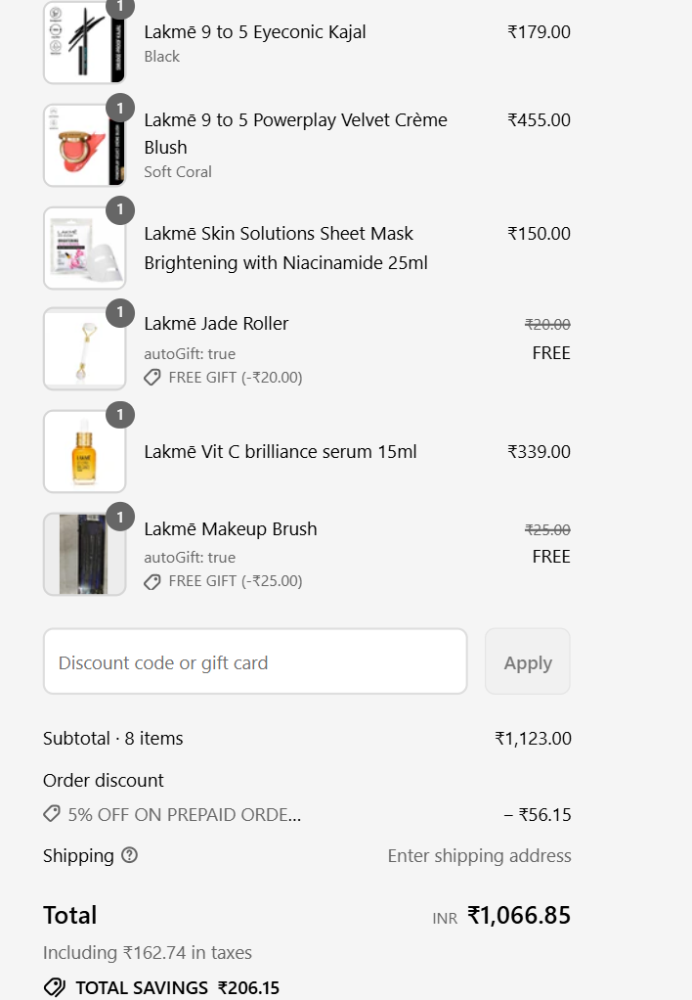 1
Lakmē 9 to 5 Eyeconic Kajal ₹179.00
Black
1
Lakmē 9 to 5 Powerplay Velvet Crème ₹455.00
Blush
Soft Coral
1
Lakmē Skin Solutions Sheet Mask ₹150.00
Brightening with Niacinamide 25ml
1
Lakmē Jade Roller ₹20.00
autoGift: true FREE
FREE GIFT (-₹20.00)
1
Lakmē Vit C brilliance serum 15ml ₹339.00
1
Lakmē Makeup Brush ₹25.00
autoGift: true FREE
FREE GIFT (-₹25.00)
Discount code or gift card Apply
Subtotal · 8 items ₹1,123.00
Order discount
5% OFF ON PREPAID ORDE... − ₹56.15
Shipping ? Enter shipping address
Total INR ₹1,066.85
Including ₹162.74 in taxes
TOTAL SAVINGS ₹206.15